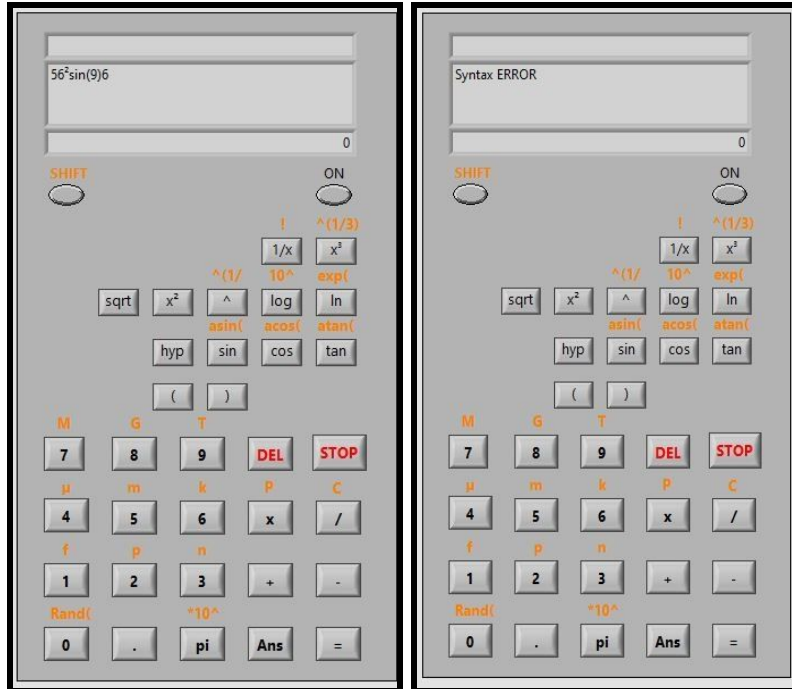 56²sin(9)6
0
SHIFT ON
! ^(1/3)
1/x x³
^(1/ 10^ exp(
sqrt x² ^ log ln
asin( acos( atan(
hyp sin cos tan
( )
M G T
7 8 9 DEL STOP
µ m k P C
4 5 6 x /
f p n
1 2 3 + -
Rand( *10^
0 . pi Ans =
Syntax ERROR
0
SHIFT ON
! ^(1/3)
1/x x³
^(1/ 10^ exp(
sqrt x² ^ log ln
asin( acos( atan(
hyp sin cos tan
( )
M G T
7 8 9 DEL STOP
µ m k P C
4 5 6 x /
f p n
1 2 3 + -
Rand( *10^
0 . pi Ans =